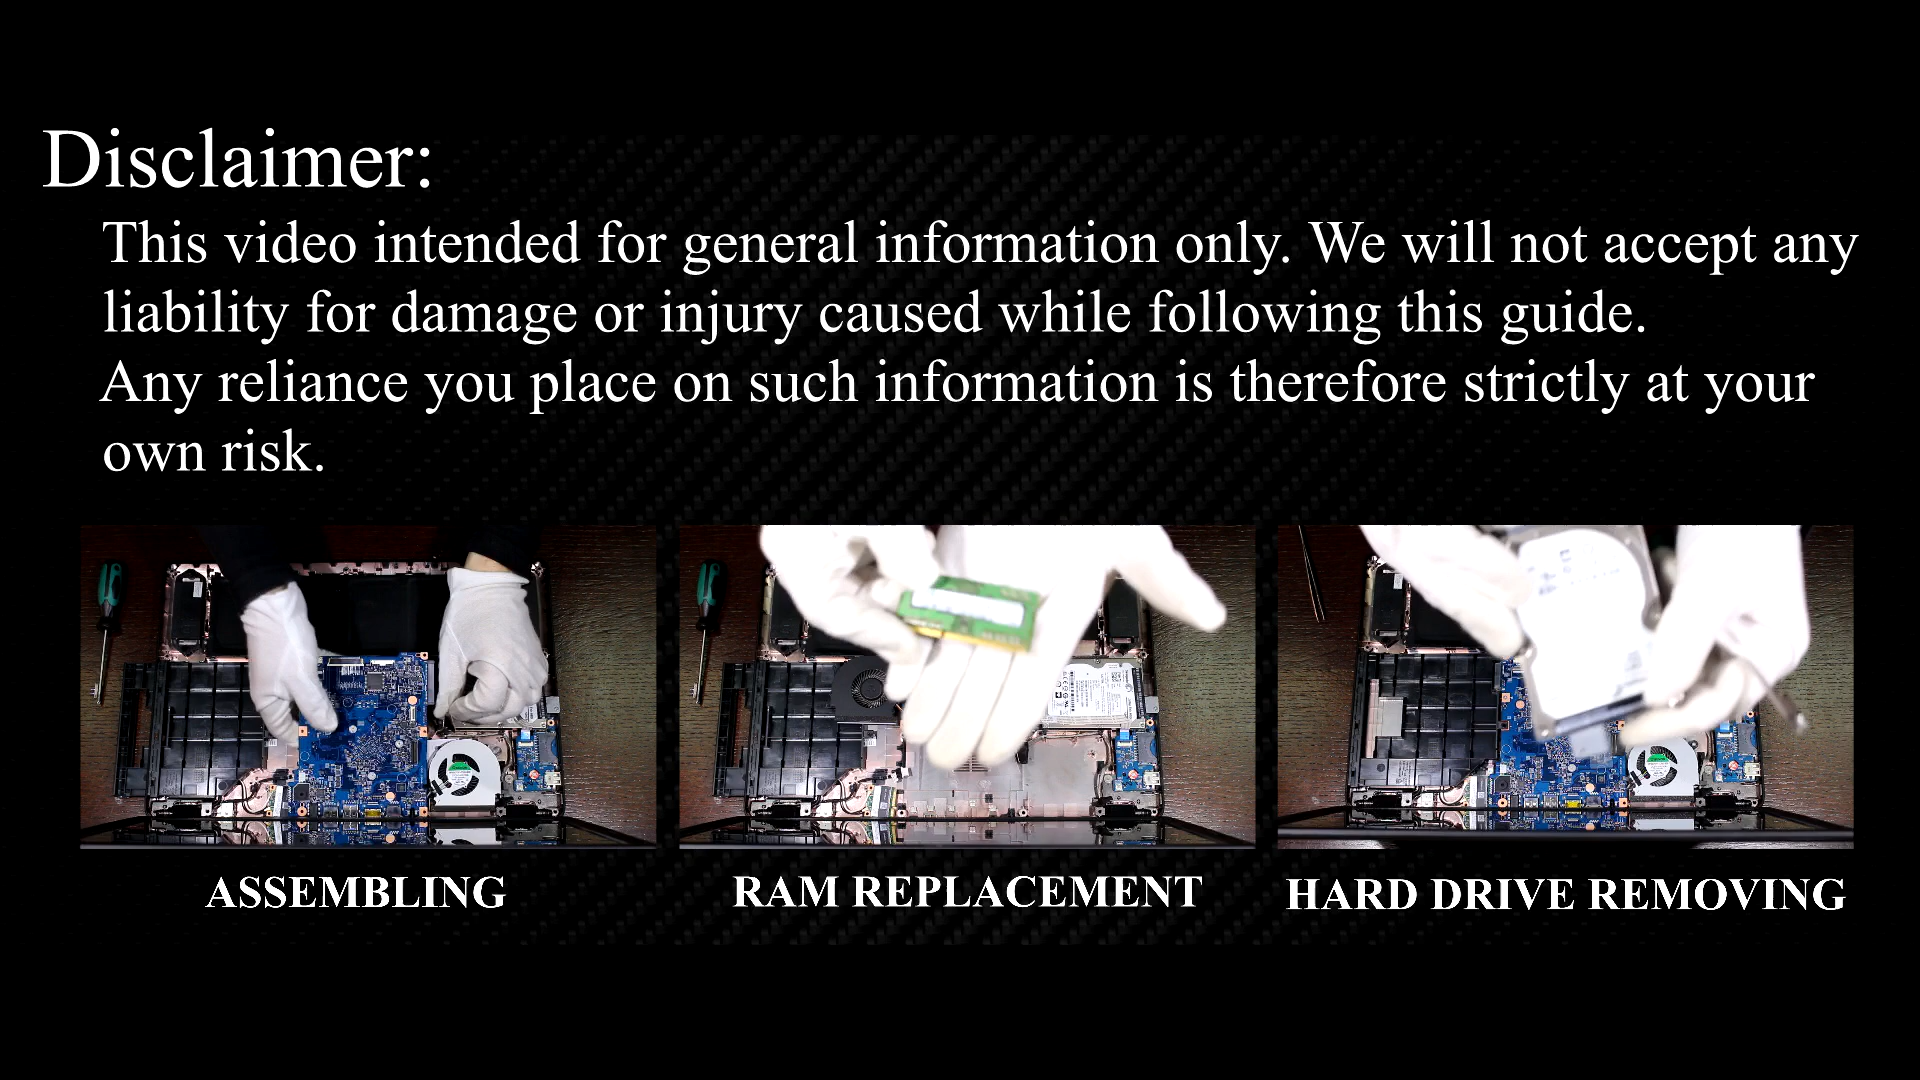 Disclaimer:
This video intended for general information only. We will not accept any
liability for damage or injury caused while following this guide.
Any reliance you place on such information is therefore strictly at your
own risk.
ASSEMBLING
RAM REPLACEMENT
HARD DRIVE REMOVING